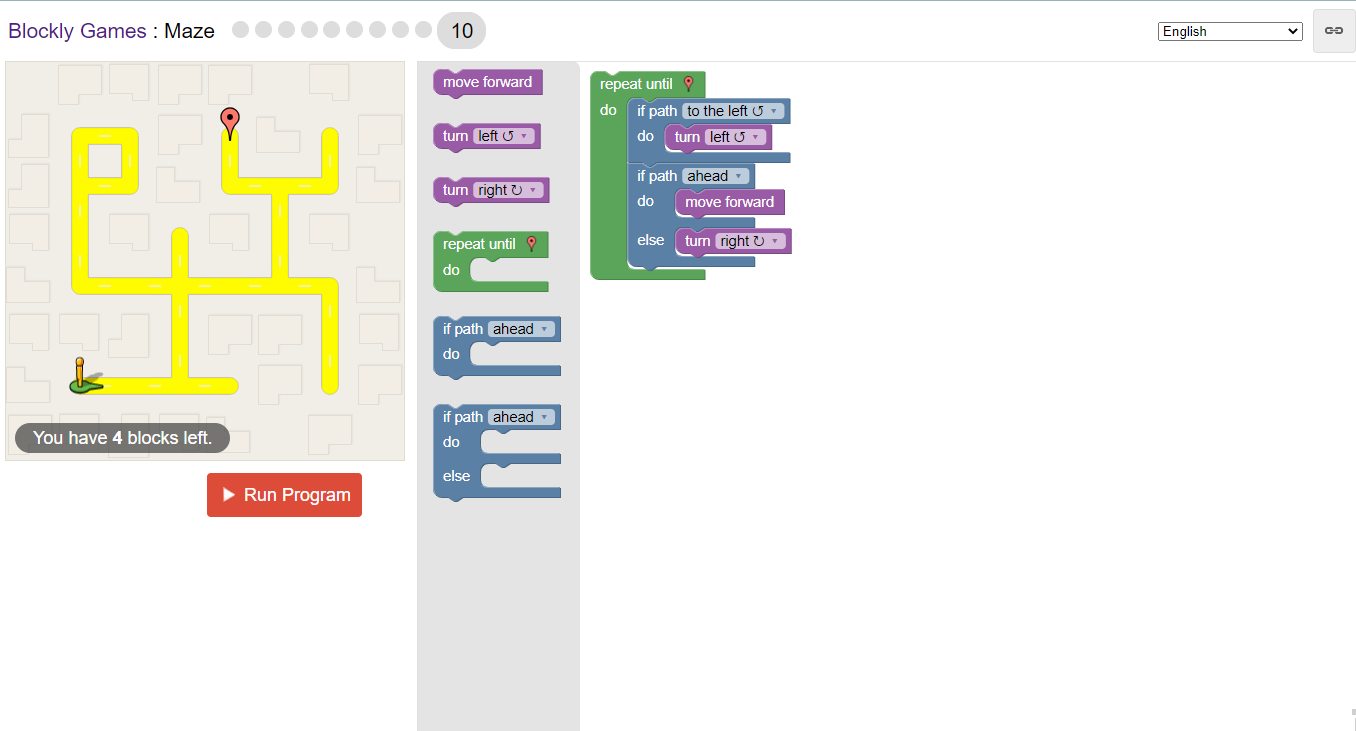 Blockly Games : Maze 10 English
move forward
turn left ↺ ▾
turn right ↻ ▾
repeat until
do
if path ahead ▾
do
if path ahead ▾
do
else
repeat until
do if path to the left ↺ ▾
do turn left ↺ ▾
if path ahead ▾
do move forward
else turn right ↻ ▾
You have 4 blocks left.
Run Program